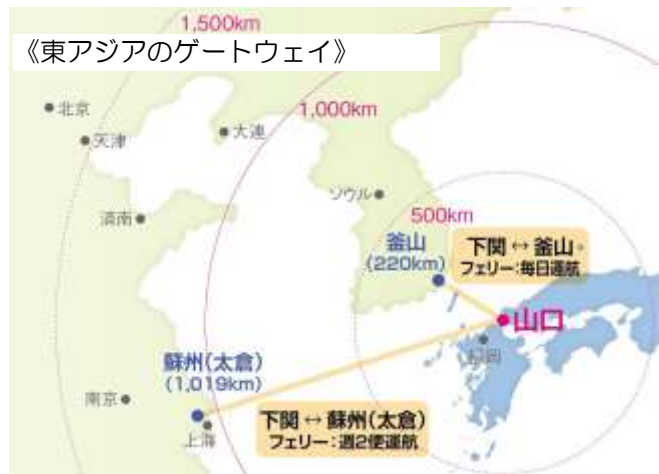 1,500km
《東アジアのゲートウェイ》
北京
1,000km
矢津
大連
ソウル
済南
500km
釜山
(220km)
下関 ↔ 釜山
フェリー:毎日運航
山口
福岡
蘇州(太倉)
(1,019km)
南京
上海
下関 ↔ 蘇州(太倉)
フェリー:週2便運航